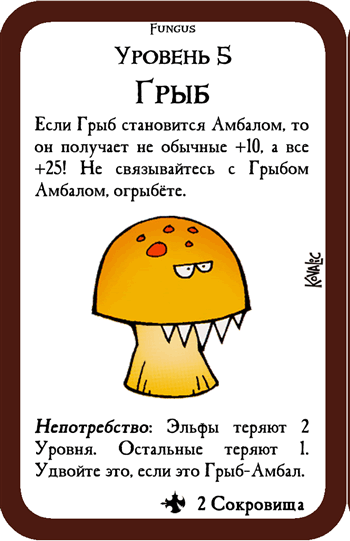 Fungus
Уровень 5
Грыб
Если Грыб становится Амбалом, то
он получает не обычные +10, а все
+25! Не связывайтесь с Грыбом
Амбалом, огрыбёте.
Kovalic
Непотребство: Эльфы теряют 2
Уровня. Остальные теряют 1.
Удвойте это, если это Грыб-Амбал.
2 Сокровища